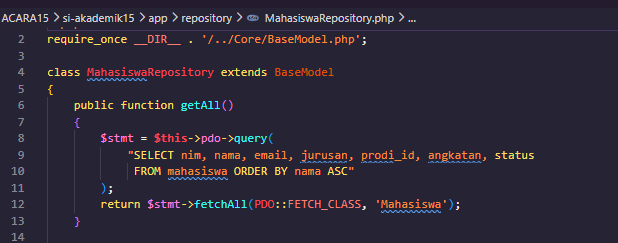 ACARA15 > si-akademik15 > app > repository > MahasiswaRepository.php > ...
2 require_once __DIR__ . '/../Core/BaseModel.php';
3
4 class MahasiswaRepository extends BaseModel
5 {
6 public function getAll()
7 {
8 $stmt = $this->pdo->query(
9 "SELECT nim, nama, email, jurusan, prodi_id, angkatan, status
10 FROM mahasiswa ORDER BY nama ASC"
11 );
12 return $stmt->fetchAll(PDO::FETCH_CLASS, 'Mahasiswa');
13 }
14